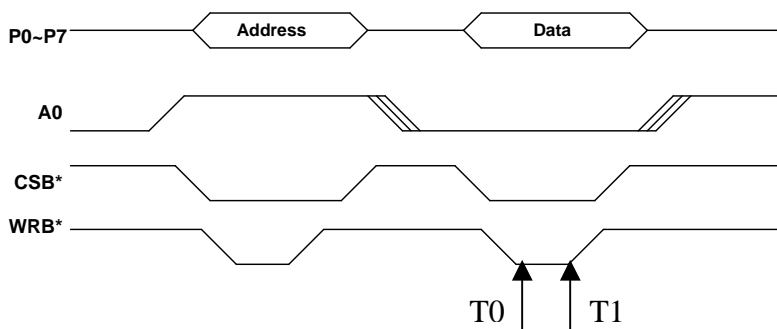 P0~P7 Address Data
A0
CSB*
WRB*
T0 T1